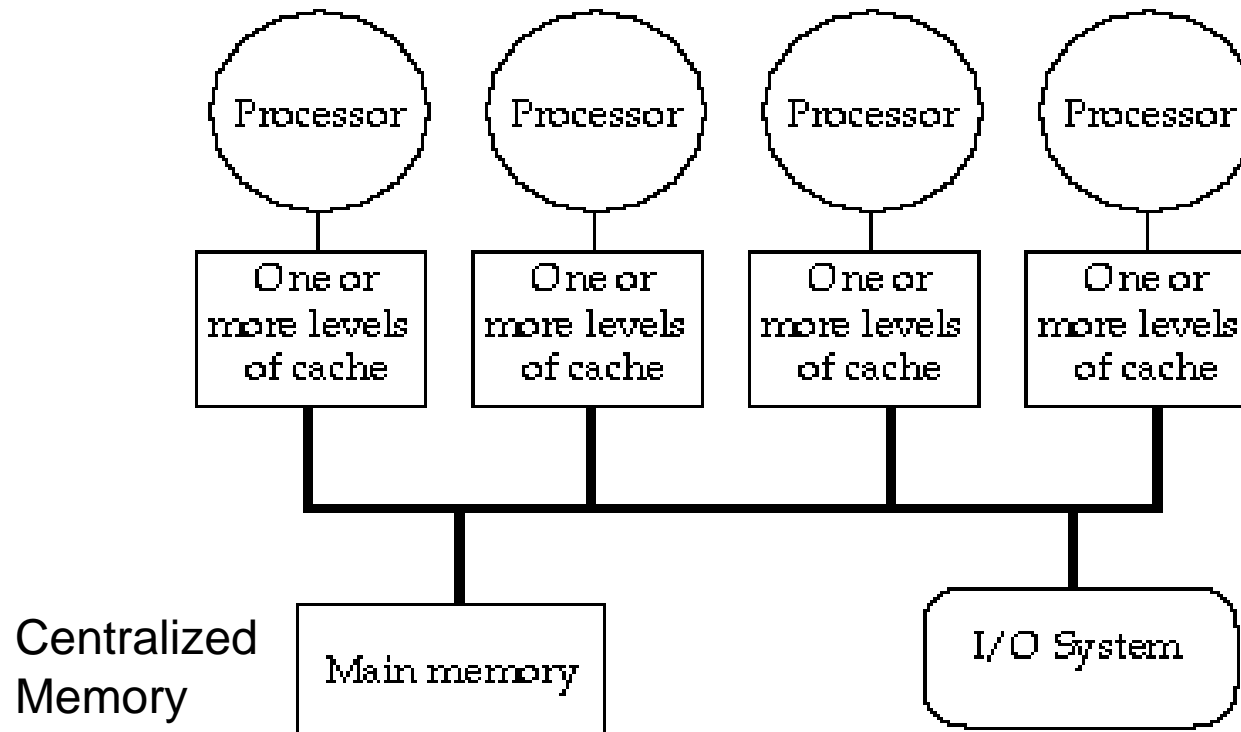 Processor
Processor
Processor
Processor
One or
more levels
of cache
One or
more levels
of cache
One or
more levels
of cache
One or
more levels
of cache
Centralized
Memory
Main memory
I/O System